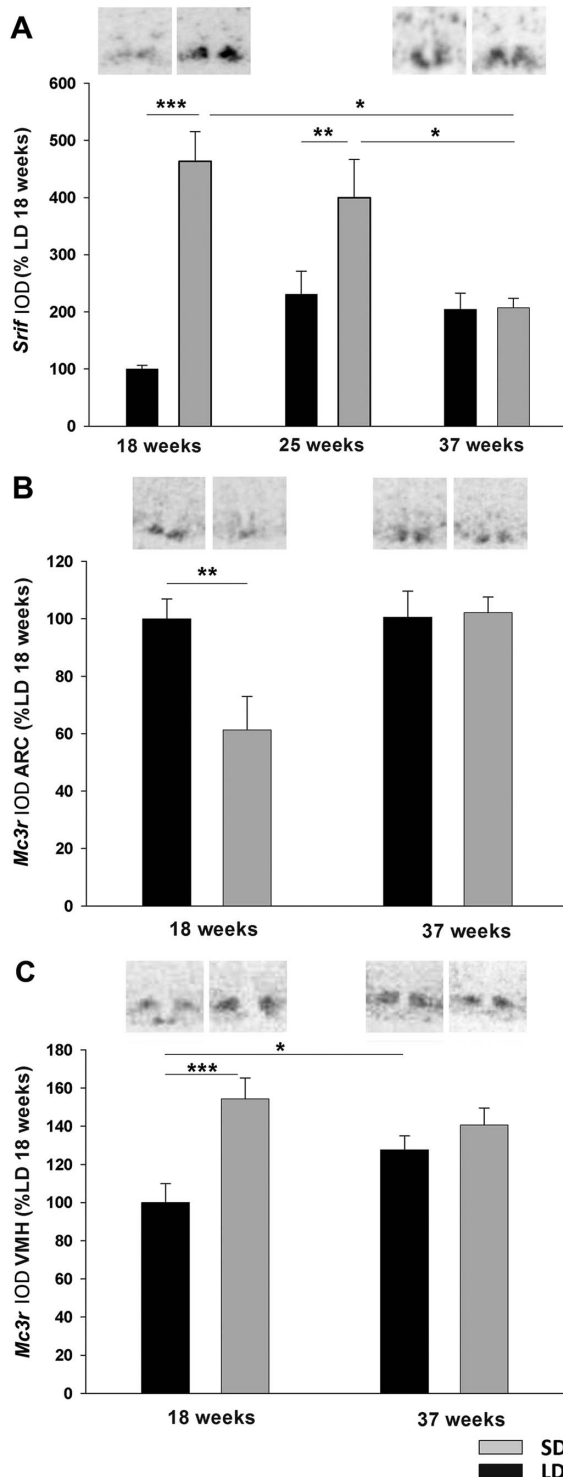 A
600
*** *
500
** *
400
300
200
100
0
Srif IOD (% LD 18 weeks)
18 weeks 25 weeks 37 weeks
B
120
**
100
80
60
40
20
0
Mc3r IOD ARC (%LD 18 weeks)
18 weeks 37 weeks
C
180
*
160
***
140
120
100
80
60
40
20
0
Mc3r IOD VMH (%LD 18 weeks)
18 weeks 37 weeks
SD
LD